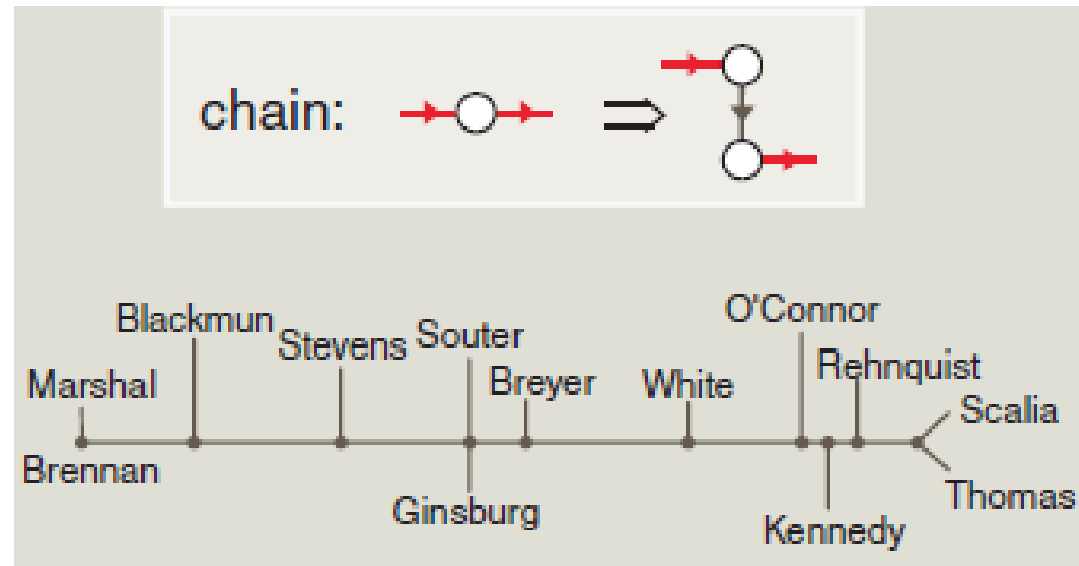 chain:
O'Connor
Blackmun
Stevens
Souter
Rehnquist
Marshal
Breyer
White
Scalia
Brennan
Thomas
Ginsburg
Kennedy